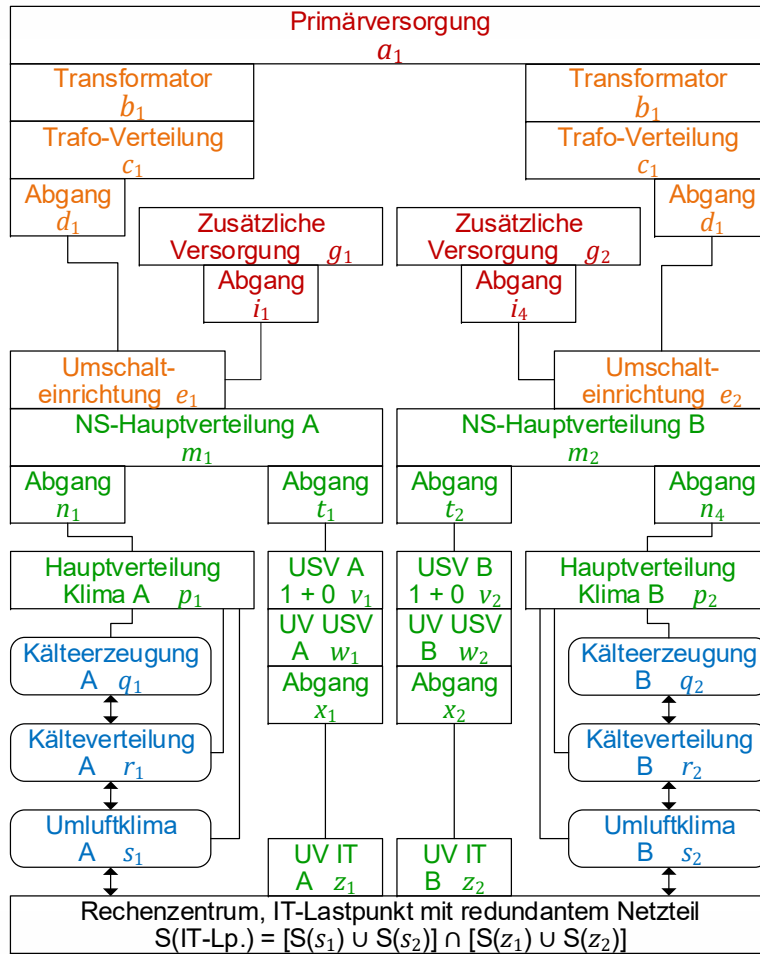 Primärversorgung
a₁
Transformator
b₁
Transformator
b₁
Trafo-Verteilung
c₁
Trafo-Verteilung
c₁
Abgang
d₁
Abgang
d₁
Zusätzliche
Versorgung g₁
Zusätzliche
Versorgung g₂
Abgang
i₁
Abgang
i₄
Umschalt-
einrichtung e₁
Umschalt-
einrichtung e₂
NS-Hauptverteilung A
m₁
NS-Hauptverteilung B
m₂
Abgang
n₁
Abgang
t₁
Abgang
t₂
Abgang
n₄
Hauptverteilung
Klima A p₁
USV A
1 + 0 v₁
USV B
1 + 0 v₂
Hauptverteilung
Klima B p₂
UV USV
A w₁
UV USV
B w₂
Kälteerzeugung
A q₁
Abgang
x₁
Abgang
x₂
Kälteerzeugung
B q₂
Kälteverteilung
A r₁
Kälteverteilung
B r₂
Umluftklima
A s₁
UV IT
A z₁
UV IT
B z₂
Umluftklima
B s₂
Rechenzentrum, IT-Lastpunkt mit redundantem Netzteil
S(IT-Lp.) = [S(s₁) ∪ S(s₂)] ∩ [S(z₁) ∪ S(z₂)]